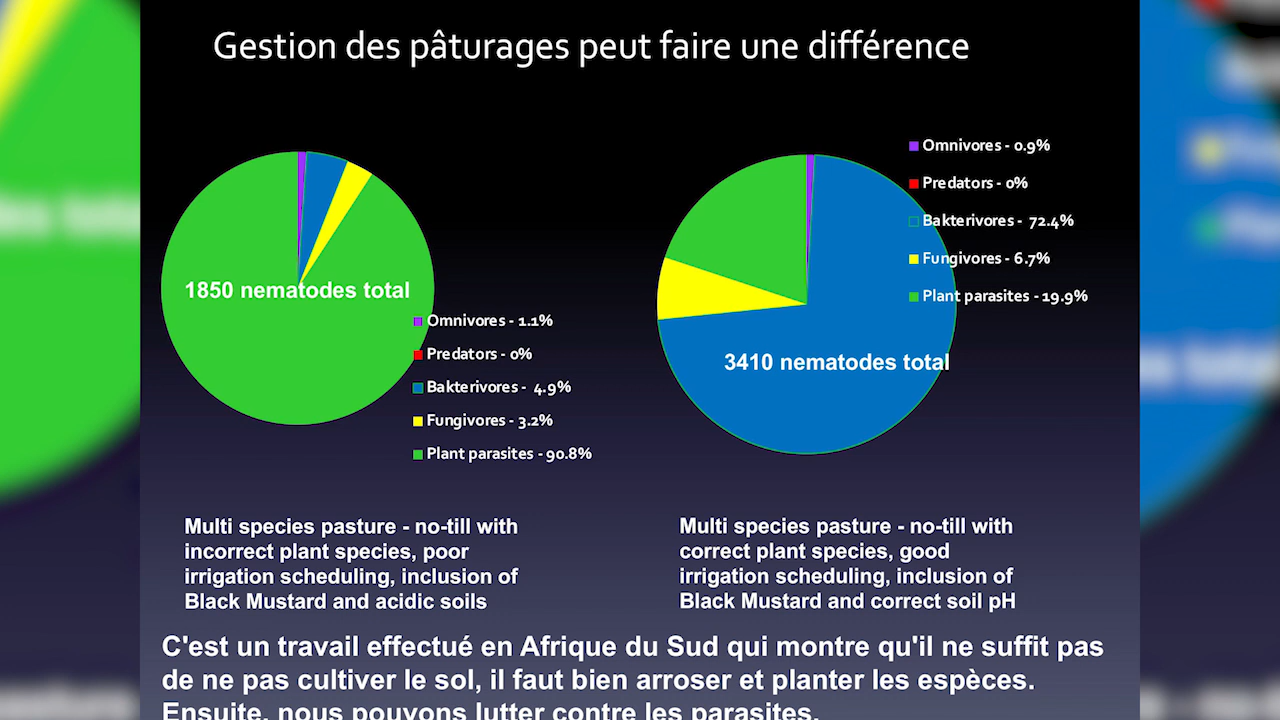 Gestion des pâturages peut faire une différence
1850 nematodes total
Omnivores - 1.1%
Predators - 0%
Bakterivores - 4.9%
Fungivores - 3.2%
Plant parasites - 90.8%
Omnivores - 0.9%
Predators - 0%
Bakterivores - 72.4%
Fungivores - 6.7%
Plant parasites - 19.9%
3410 nematodes total
Multi species pasture - no-till with
incorrect plant species, poor
irrigation scheduling, inclusion of
Black Mustard and acidic soils
Multi species pasture - no-till with
correct plant species, good
irrigation scheduling, inclusion of
Black Mustard and correct soil pH
C'est un travail effectué en Afrique du Sud qui montre qu'il ne suffit pas
de ne pas cultiver le sol, il faut bien arroser et planter les espèces.
Ensuite, nous pouvons lutter contre les parasites.